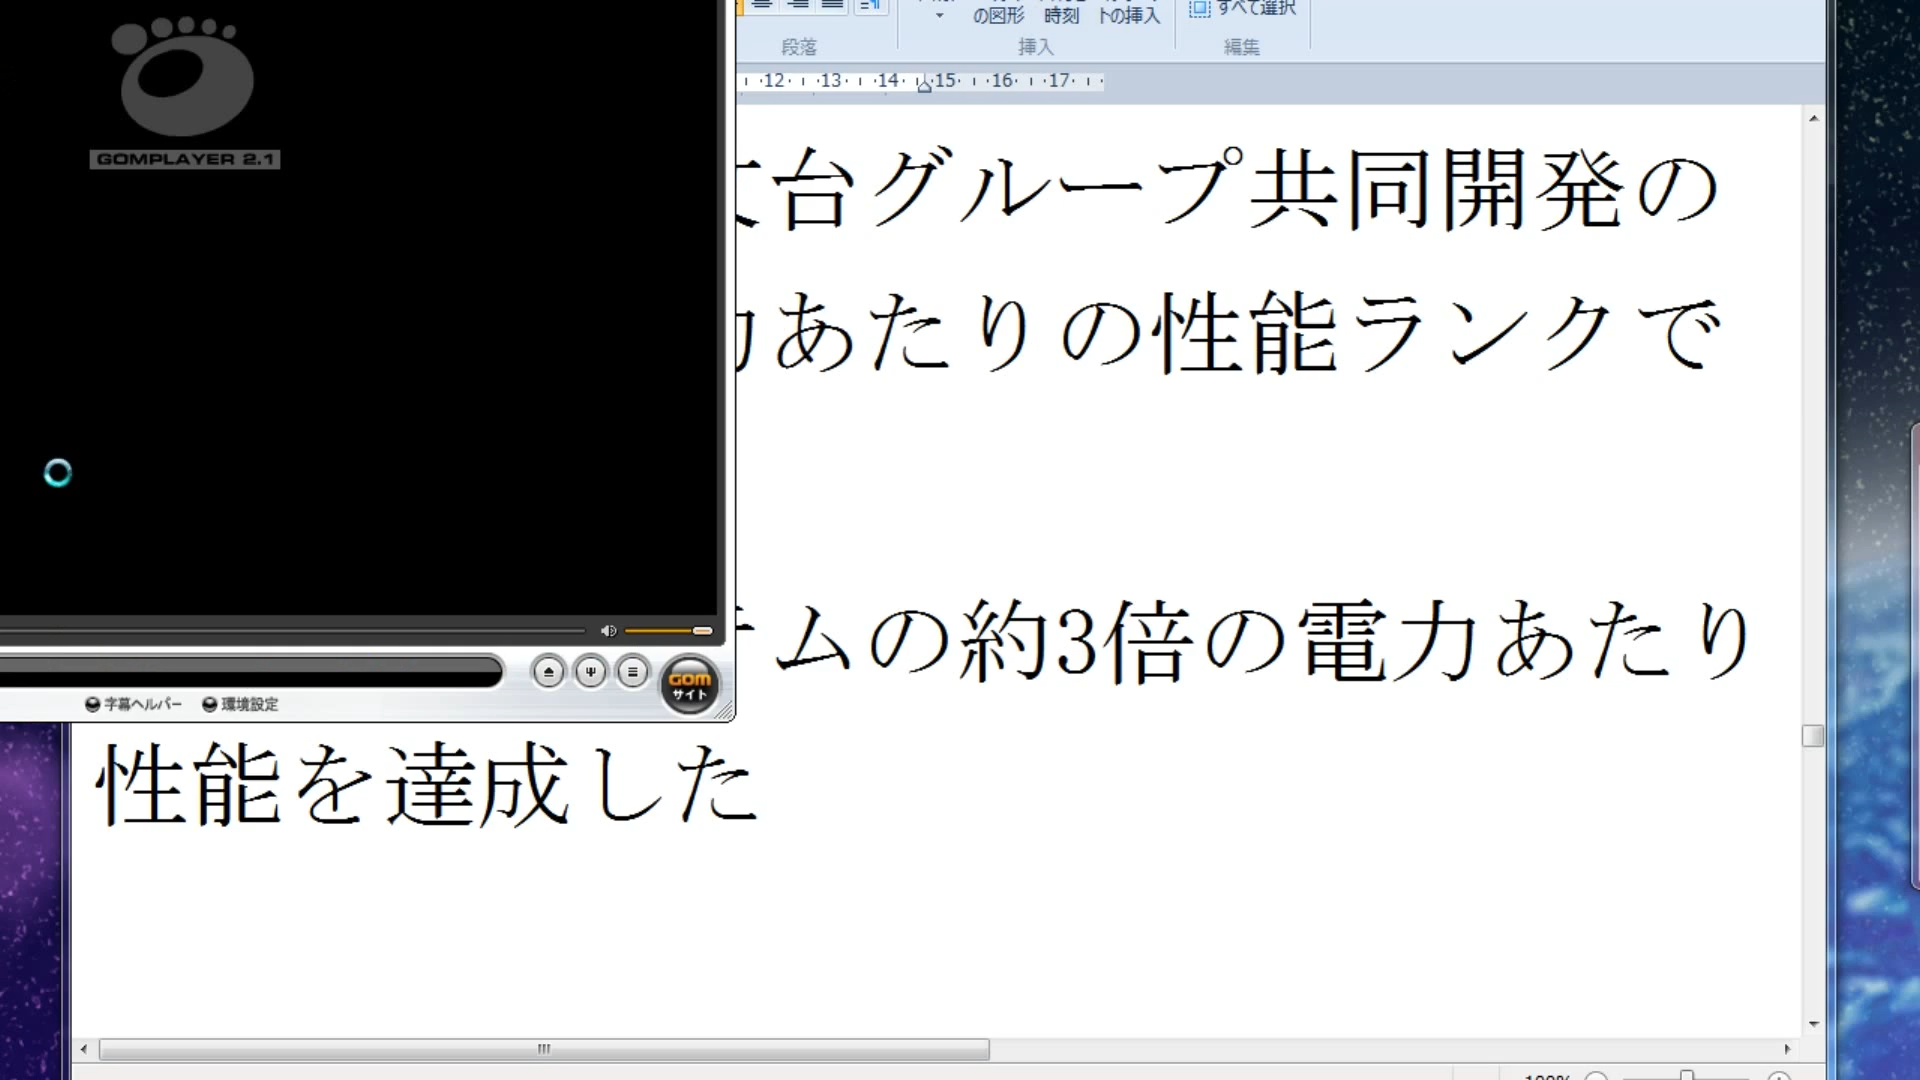 の図形 時刻 トの挿入 すべて選択
段落 挿入 編集
12 13 14 15 16 17
GOMPLAYER 2.1
台グループ共同開発の
あたりの性能ランクで
ムの約3倍の電力あたり
性能を達成した
GOM
サイト
字幕ヘルパー 環境設定